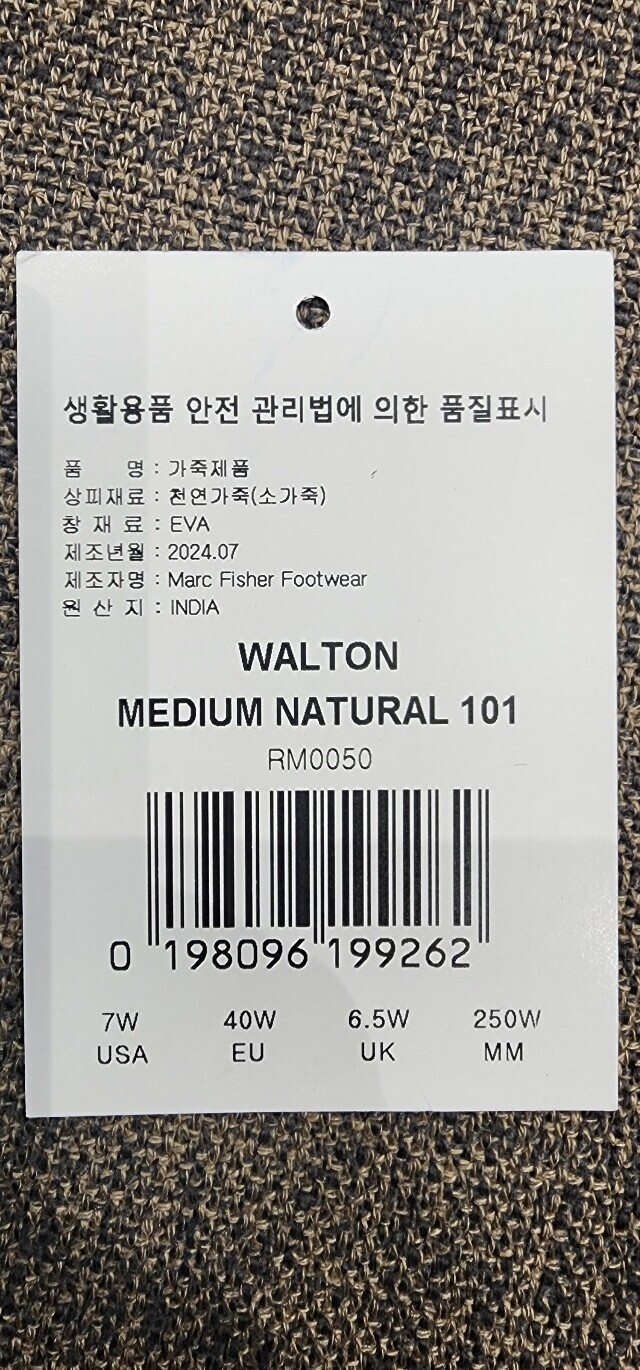 생활용품 안전 관리법에 의한 품질표시
품 명 : 가죽제품
상피재료 : 천연가죽(소가죽)
창 재 료 : EVA
제조년월 : 2024.07
제조자명 : Marc Fisher Footwear
원 산 지 : INDIA
WALTON
MEDIUM NATURAL 101
RM0050
0 198096 199262
7W 40W 6.5W 250W
USA EU UK MM